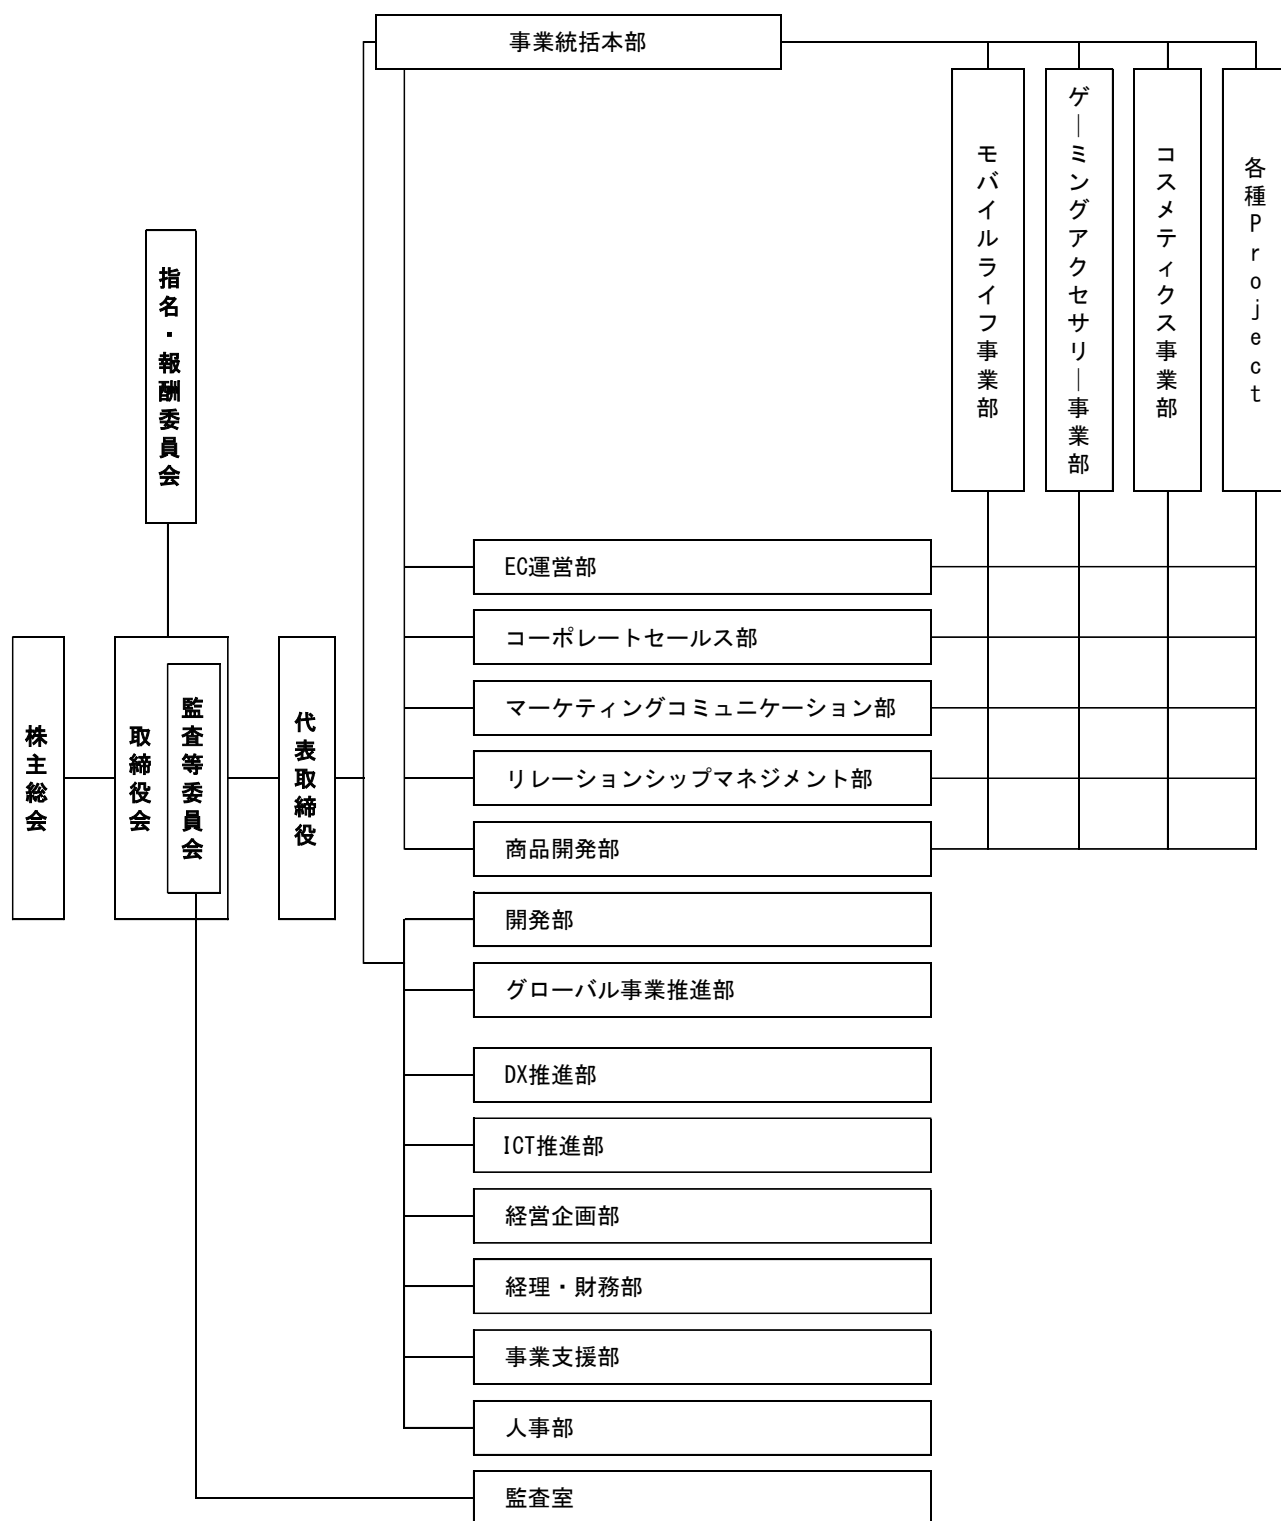 事業統括本部
モバイルライフ事業部
ゲーミングアクセサリー事業部
コスメティクス事業部
各種Project
指名・報酬委員会
株主総会
取締役会
監査等委員会
代表取締役
EC運営部
コーポレートセールス部
マーケティングコミュニケーション部
リレーションシップマネジメント部
商品開発部
開発部
グローバル事業推進部
DX推進部
ICT推進部
経営企画部
経理・財務部
事業支援部
人事部
監査室